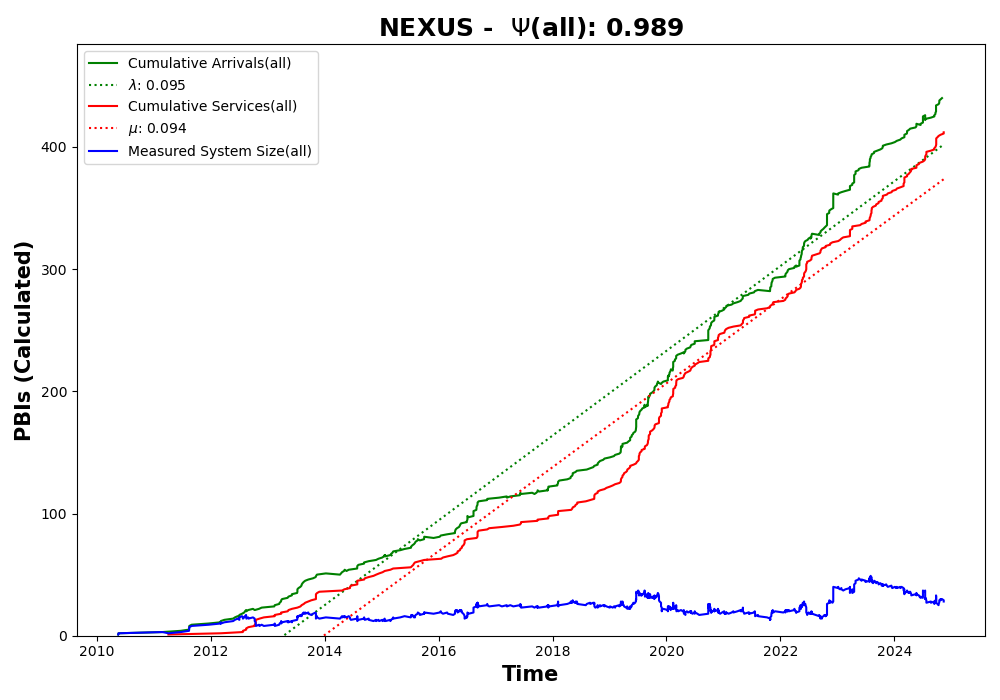 NEXUS -  Ψ(all): 0.989
Cumulative Arrivals(all)
λ: 0.095
Cumulative Services(all)
μ: 0.094
Measured System Size(all)
PBIs (Calculated)
400
300
200
100
0
2010 2012 2014 2016 2018 2020 2022 2024
Time